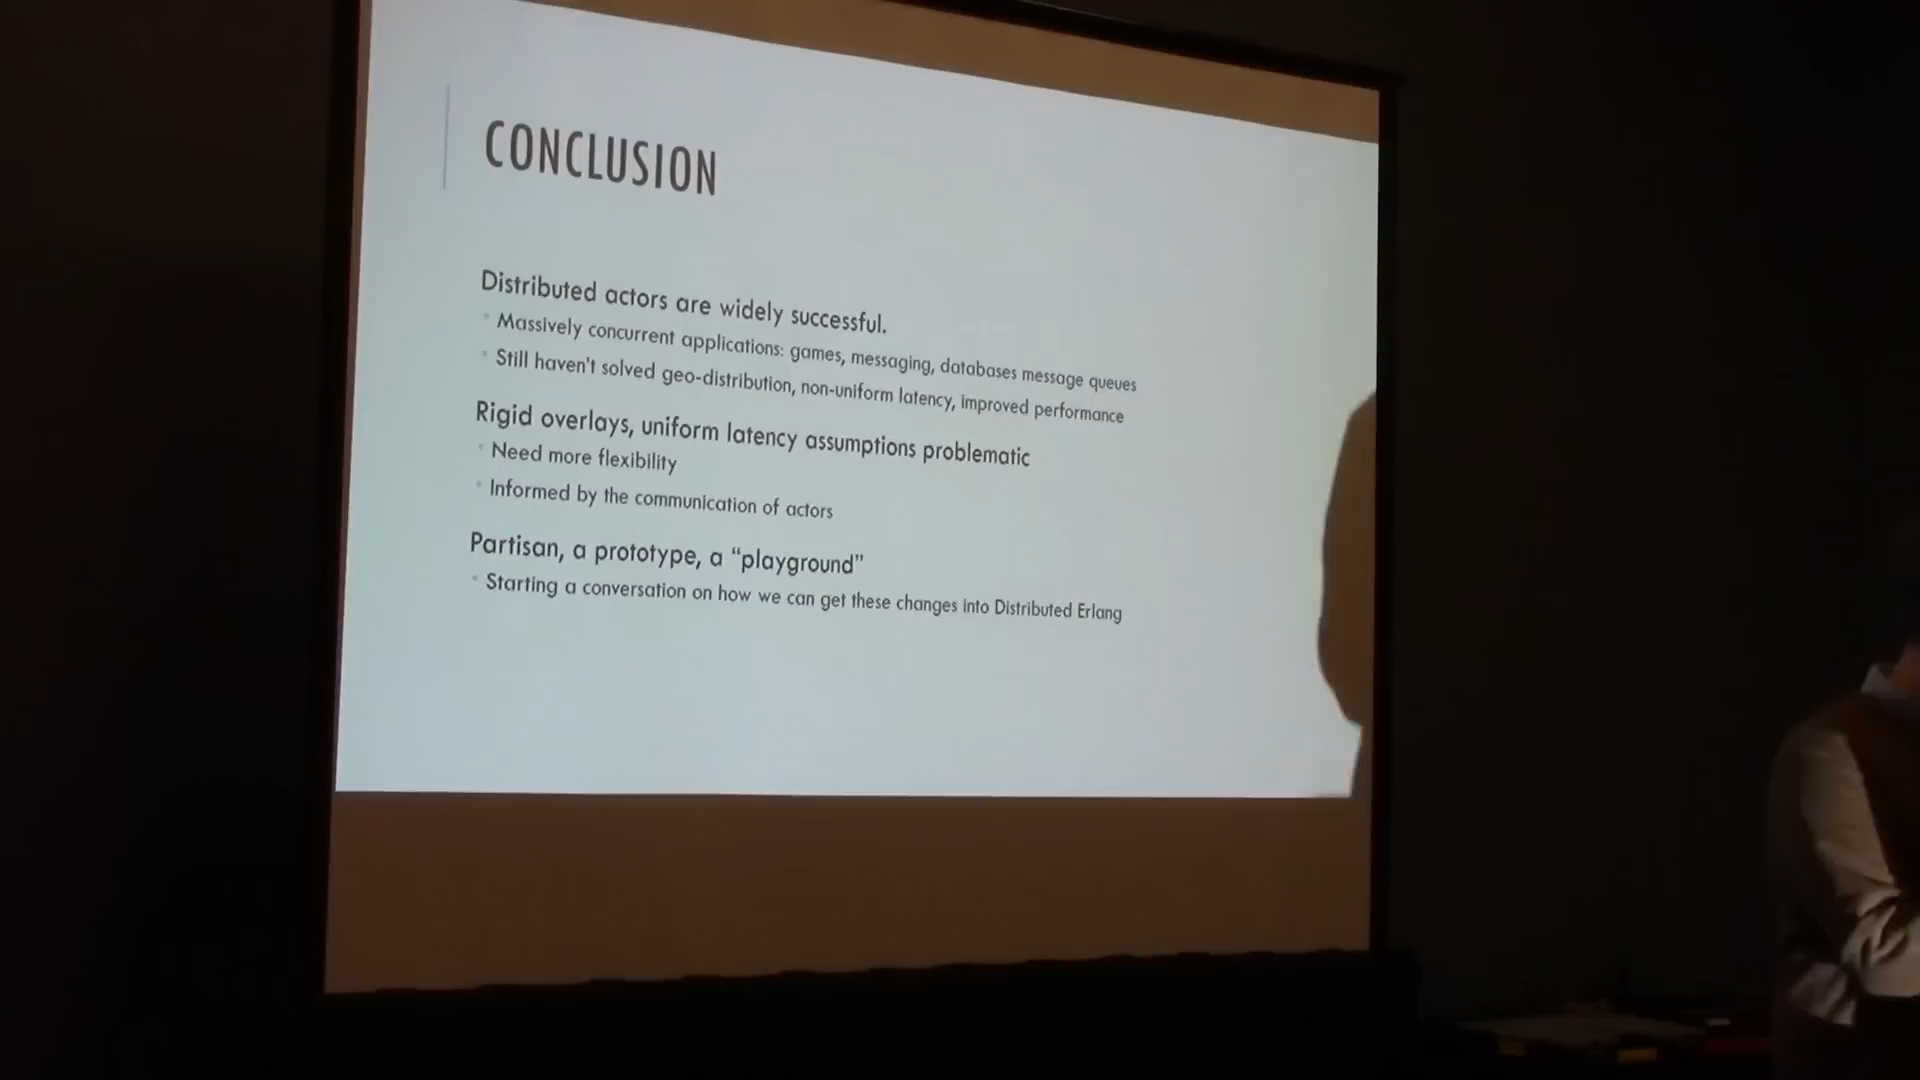 CONCLUSION
Distributed actors are widely successful.
Massively concurrent applications: games, messaging, databases message queues
Still haven't solved geo-distribution, non-uniform latency, improved performance
Rigid overlays, uniform latency assumptions problematic
Need more flexibility
Informed by the communication of actors
Partisan, a prototype, a “playground”
Starting a conversation on how we can get these changes into Distributed Erlang